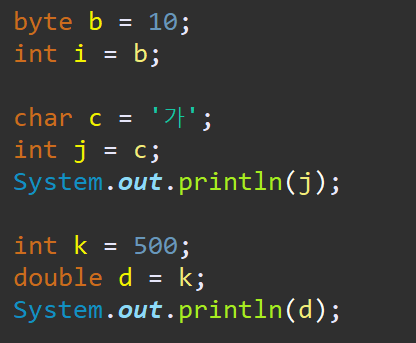 byte b = 10;
int i = b;
char c = '가';
int j = c;
System.out.println(j);
int k = 500;
double d = k;
System.out.println(d);